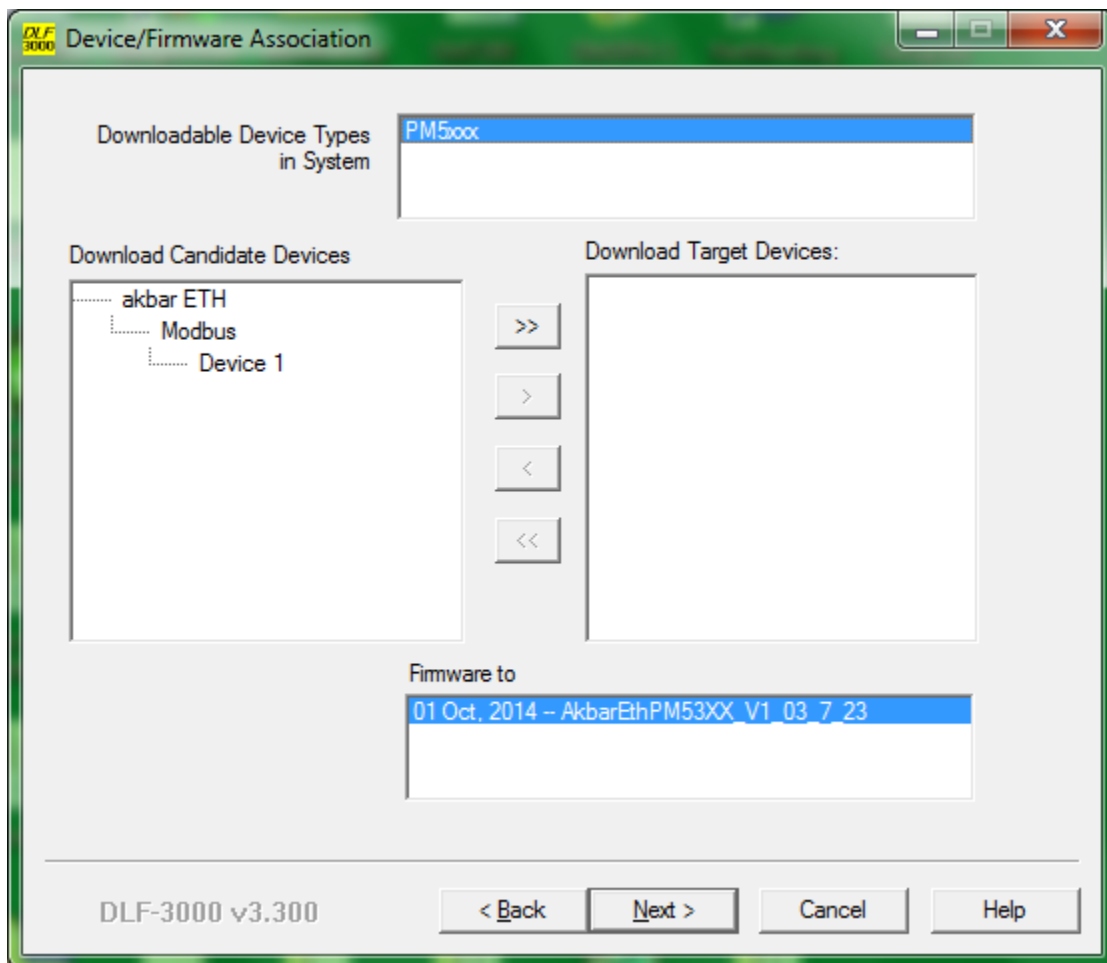 DLF
3000
Device/Firmware Association
Downloadable Device Types
in System
PM5xxx
Download Candidate Devices
akbar ETH
Modbus
Device 1
>>
>
<
<<
Download Target Devices:
Firmware to
01 Oct, 2014 -- AkbarEthPM53XX_V1_03_7_23
DLF-3000 v3.300
< Back
Next >
Cancel
Help